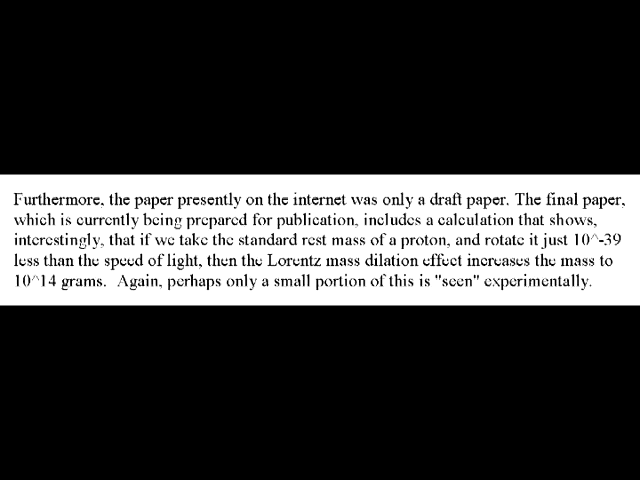 Furthermore, the paper presently on the internet was only a draft paper. The final paper,
which is currently being prepared for publication, includes a calculation that shows,
interestingly, that if we take the standard rest mass of a proton, and rotate it just 10^-39
less than the speed of light, then the Lorentz mass dilation effect increases the mass to
10^14 grams. Again, perhaps only a small portion of this is "seen" experimentally.